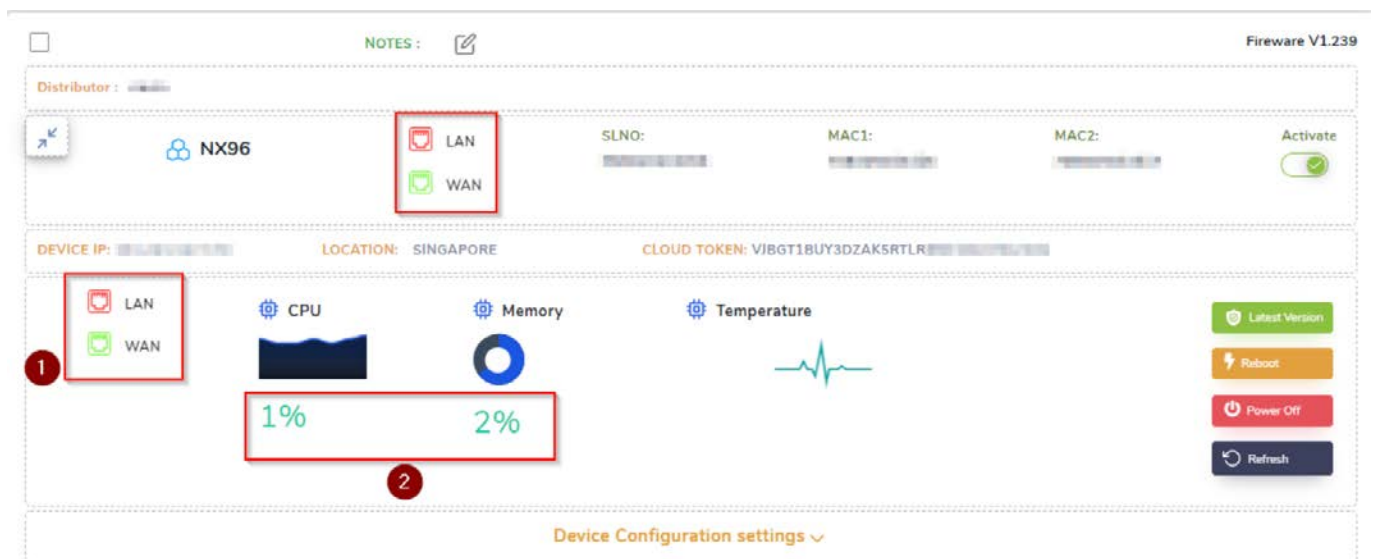 NOTES :
Fireware V1.239
Distributor :
NX96
LAN
WAN
SLNO:
MAC1:
MAC2:
Activate
DEVICE IP:
LOCATION: SINGAPORE
CLOUD TOKEN: VJBGT1BUY3DZAK5RTLR
LAN
WAN
1
CPU
1%
Memory
2%
2
Temperature
Latest Version
Reboot
Power Off
Refresh
Device Configuration settings